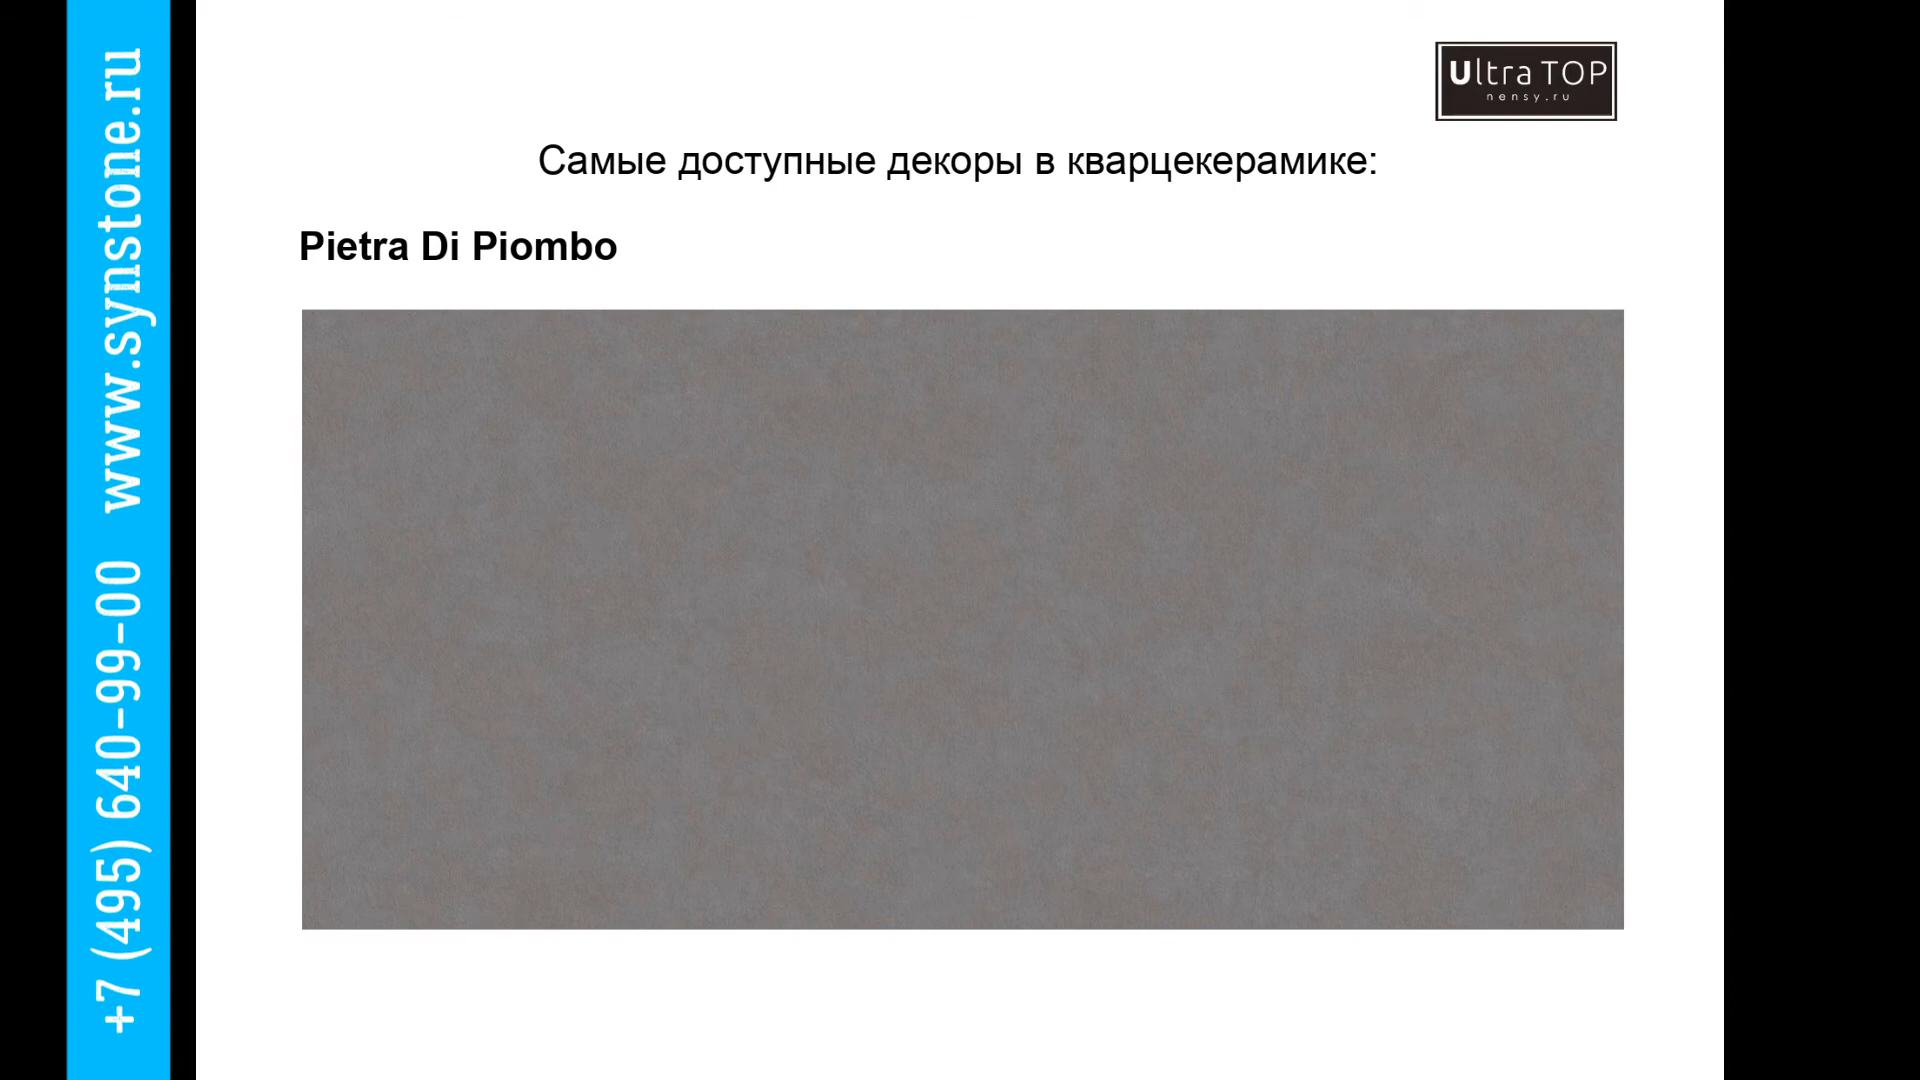 +7 (495) 640-99-00 www.synstone.ru
Ultra TOP
nensy.ru
Самые доступные декоры в кварцекерамике:
Pietra Di Piombo